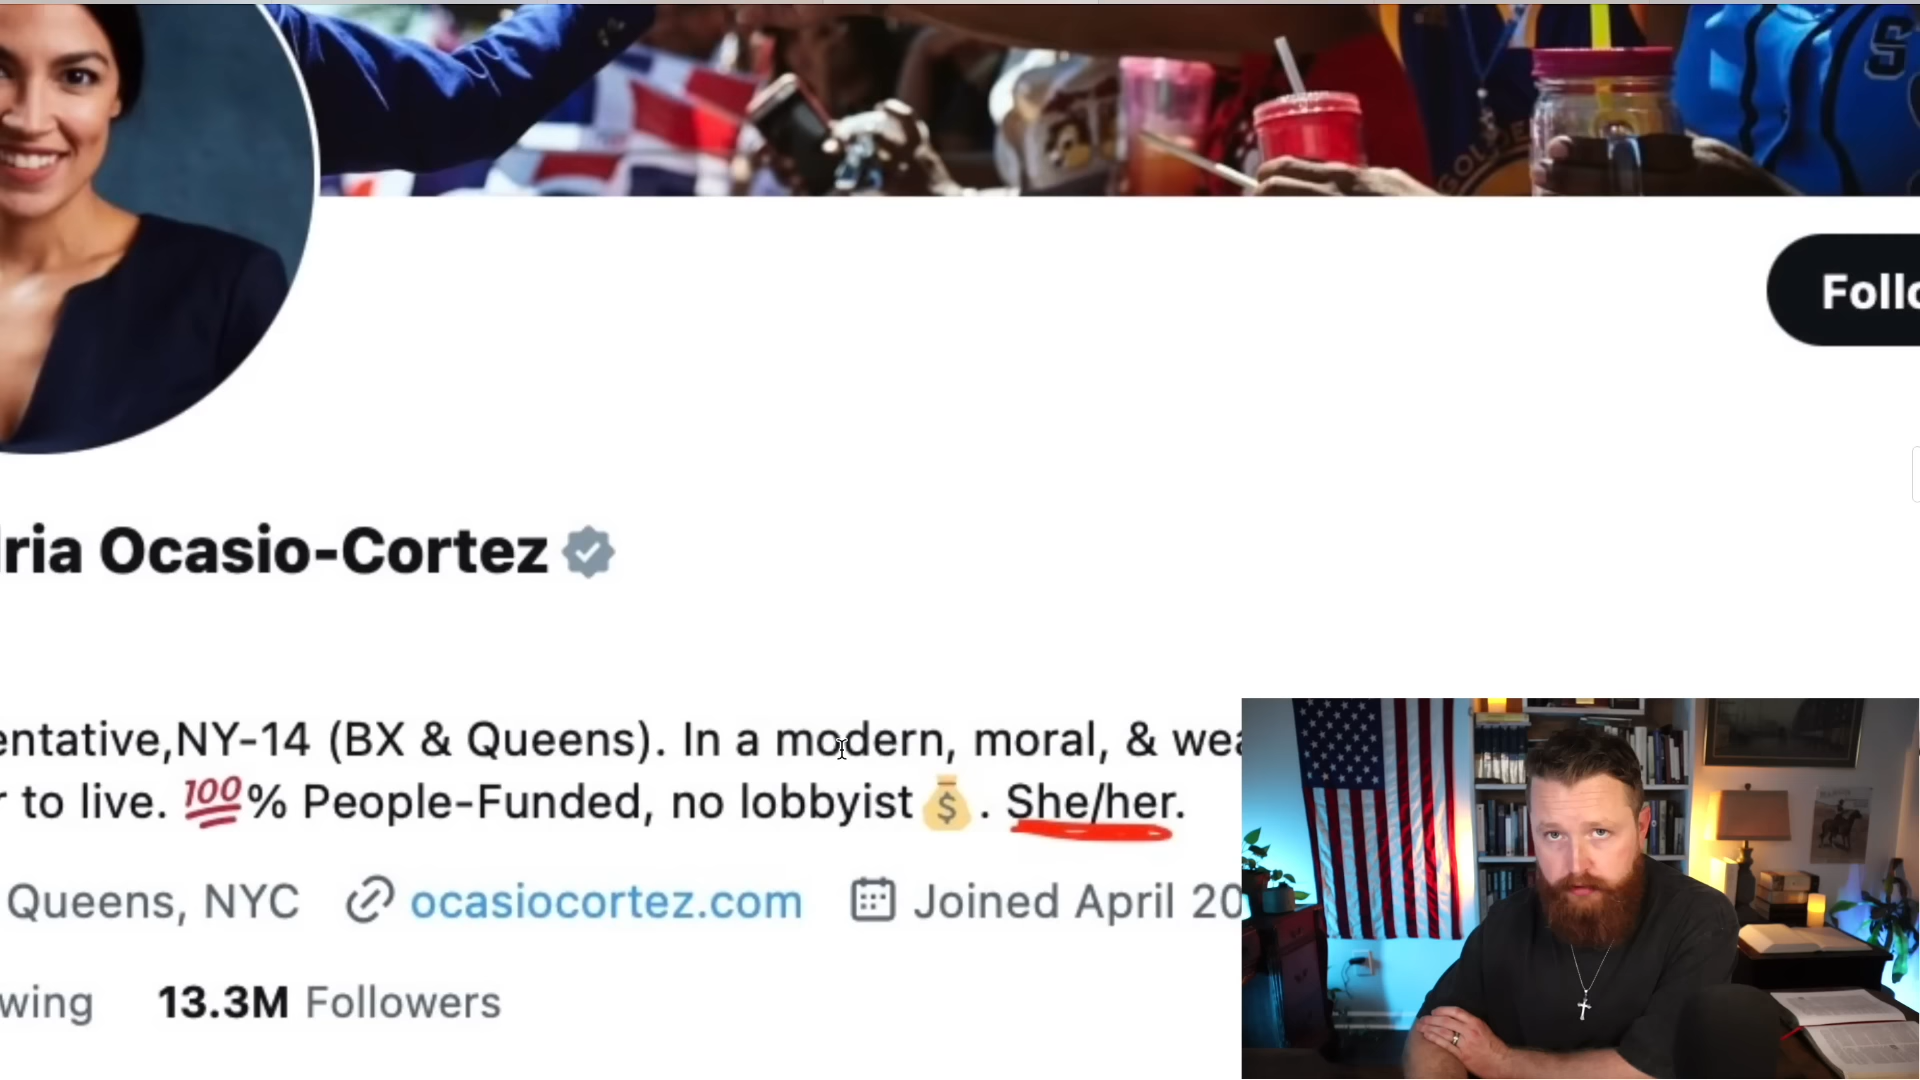 Follo
ria Ocasio-Cortez
entative,NY-14 (BX & Queens). In a modern, moral, & wea
r to live. 💯% People-Funded, no lobbyist💰. She/her.
Queens, NYC ocasiocortez.com Joined April 20
wing 13.3M Followers